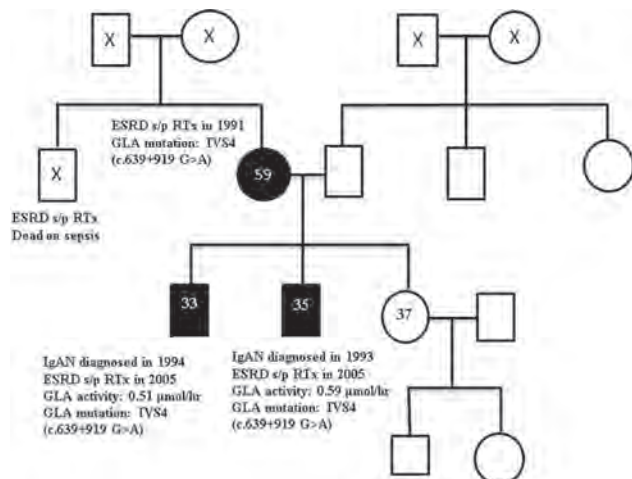 X
X
X
X
ESRD s/p RTx in 1991
GLA mutation: IVS4
(c.639+919 G>A)
X
59
ESRD s/p RTx
Dead on sepsis
33
35
37
IgAN diagnosed in 1994
ESRD s/p RTx in 2005
GLA activity: 0.51 µmol/hr
GLA mutation: IVS4
(c.639+919 G>A)
IgAN diagnosed in 1993
ESRD s/p RTx in 2005
GLA activity: 0.59 µmol/hr
GLA mutation: IVS4
(c.639+919 G>A)